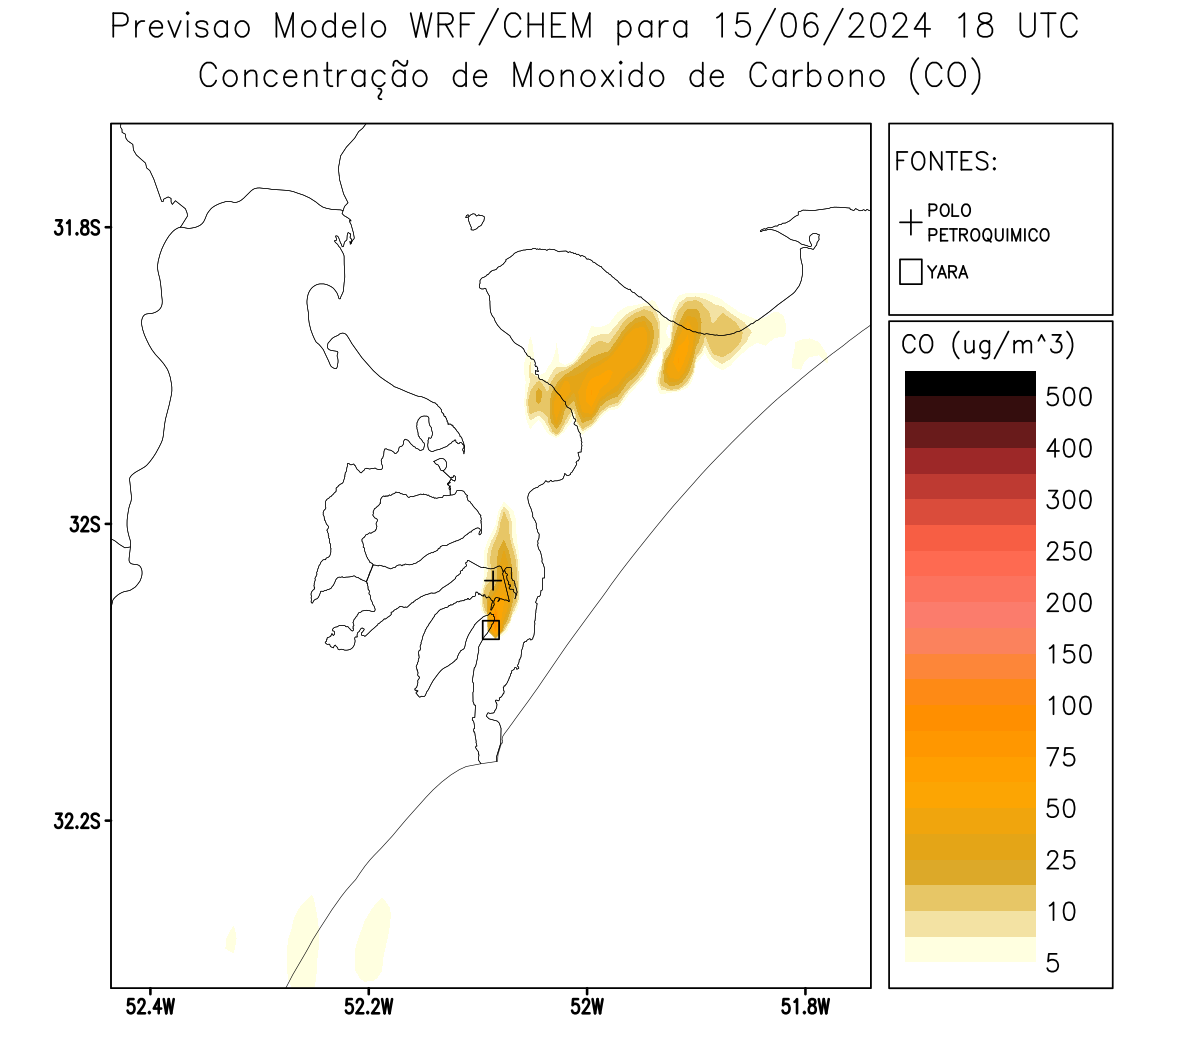 Previsao Modelo WRF/CHEM para 15/06/2024 18 UTC
Concentração de Monoxido de Carbono (CO)
FONTES:
POLO
PETROQUIMICO
YARA
CO (ug/m^3)
500
400
300
250
200
150
100
75
50
25
10
5
31.8S
32S
32.2S
52.4W
52.2W
52W
51.8W